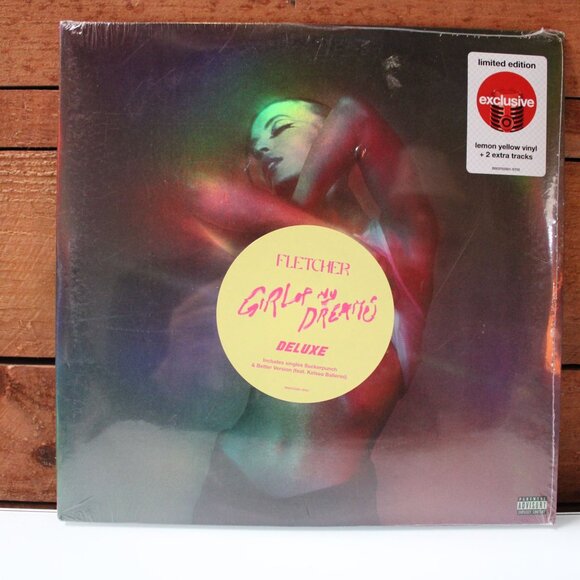 limited edition
exclusive
lemon yellow vinyl
+ 2 extra tracks
FLETCHER
GiRL OF MY
DREAMS
DELUXE
Includes singles Suckerpunch
& Better Version (feat. Kelsea Ballerini)
PARENTAL
ADVISORY
EXPLICIT CONTENT